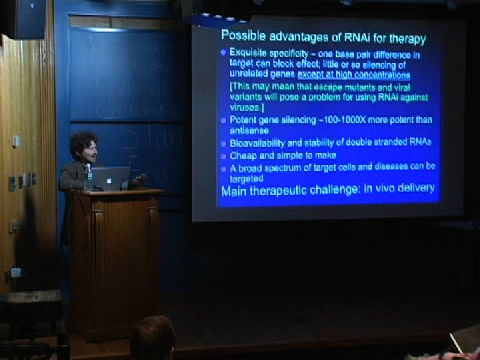 Possible advantages of RNAi for therapy
Exquisite specificity – one base pair difference in
target can block effect; little or no silencing of
unrelated genes except at high concentrations
[This may mean that escape mutants and viral
variants will pose a problem for using RNAi against
viruses.]
Potent gene silencing ~100-1000X more potent than
antisense
Bioavailability and stability of double stranded RNAs
Cheap and simple to make
A broad spectrum of target cells and diseases can be
targeted
Main therapeutic challenge: in vivo delivery